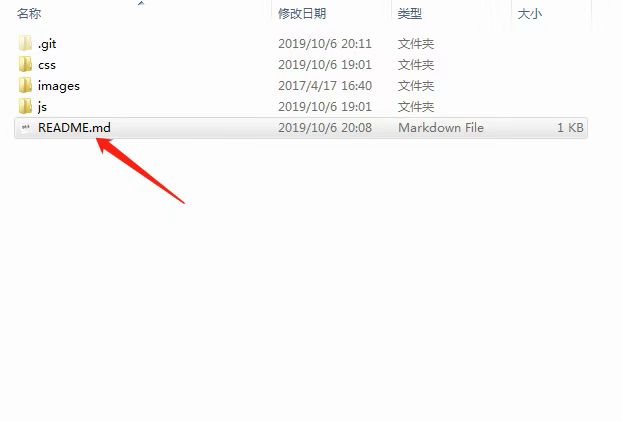 名称 修改日期 类型 大小
.git 2019/10/6 20:11 文件夹
css 2019/10/6 19:01 文件夹
images 2017/4/17 16:40 文件夹
js 2019/10/6 19:01 文件夹
README.md 2019/10/6 20:08 Markdown File 1 KB